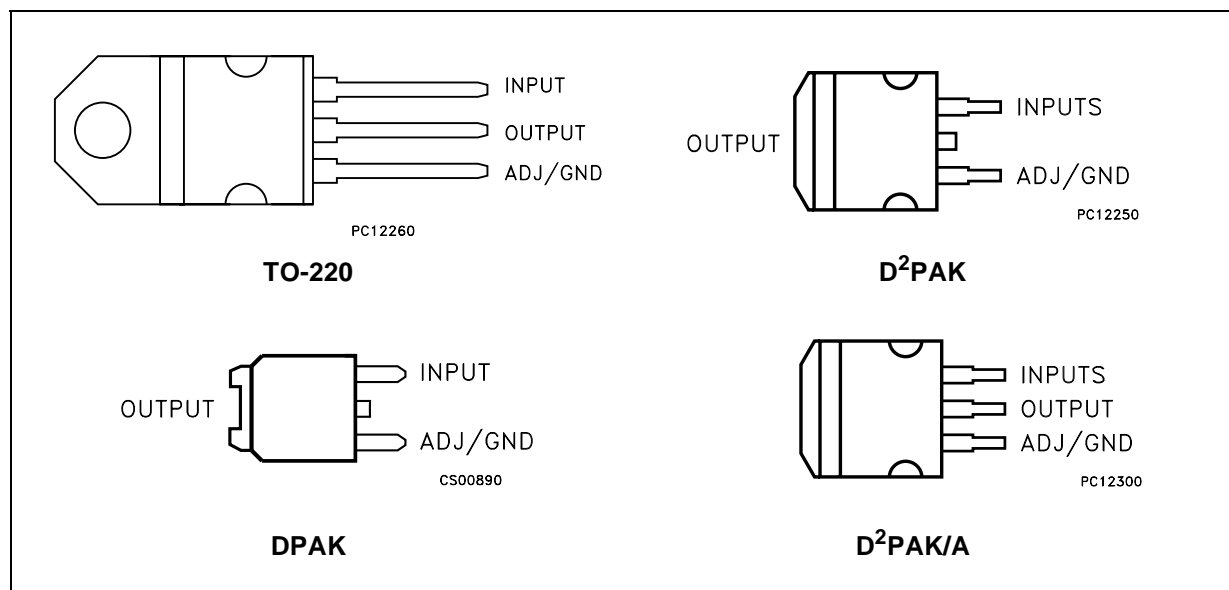 INPUT
OUTPUT
ADJ/GND
PC12260
TO-220
OUTPUT
INPUTS
ADJ/GND
PC12250
D²PAK
OUTPUT
INPUT
ADJ/GND
CS00890
DPAK
INPUTS
OUTPUT
ADJ/GND
PC12300
D²PAK/A